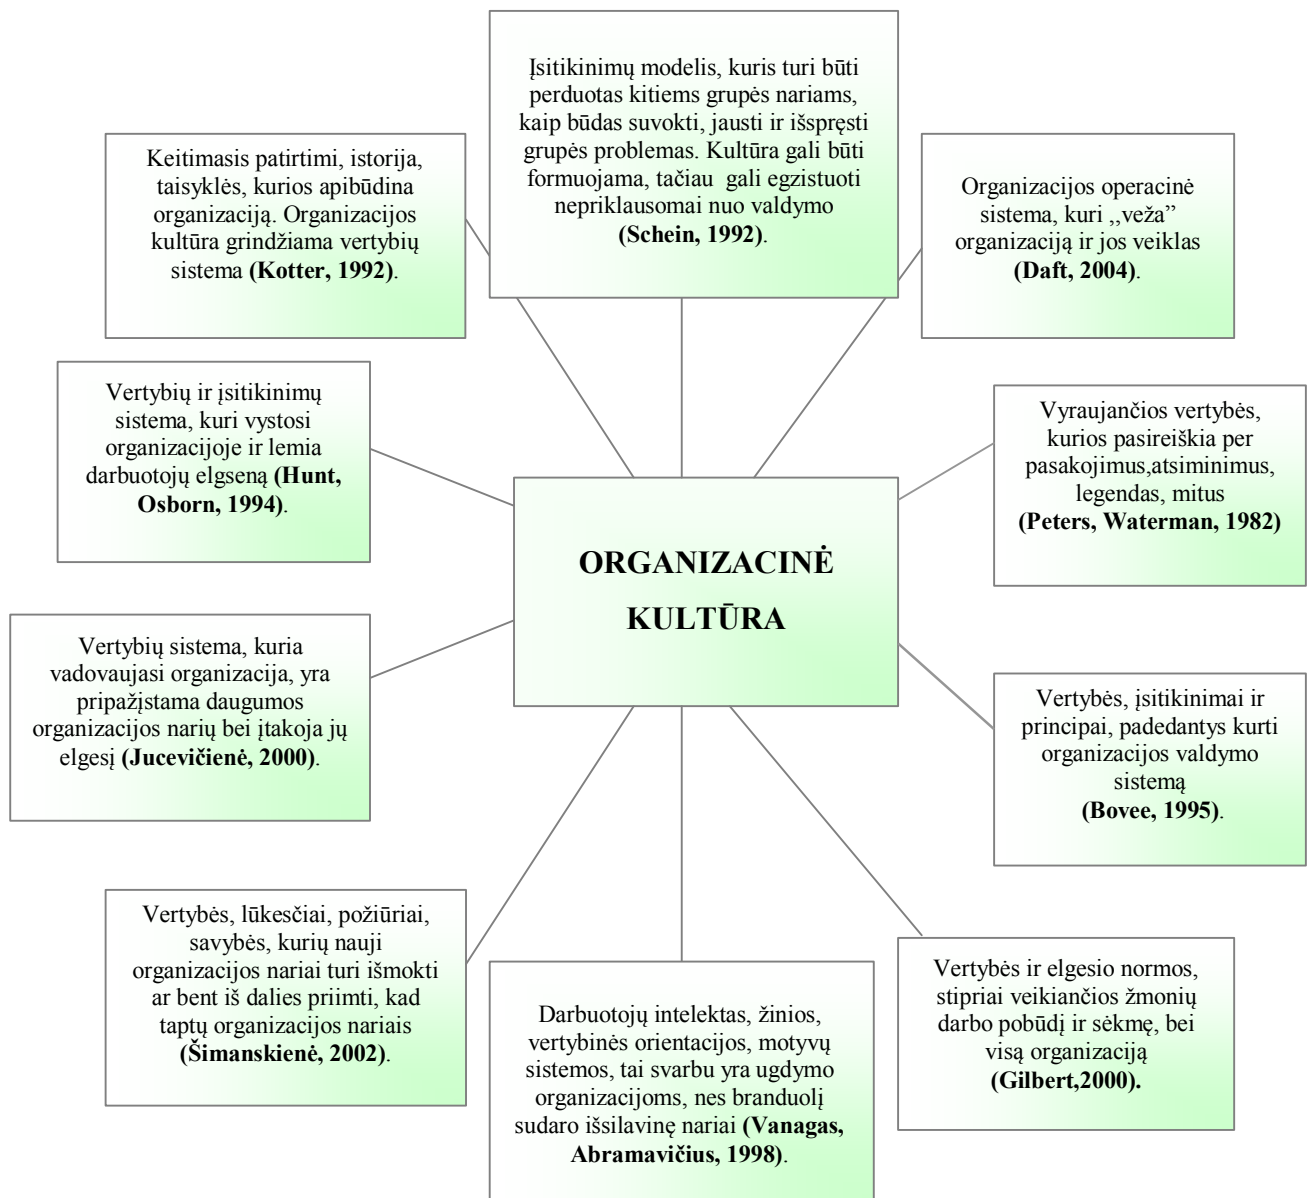 Įsitikinimų modelis, kuris turi būti
perduotas kitiems grupės nariams,
kaip būdas suvokti, jausti ir išspręsti
grupės problemas. Kultūra gali būti
formuojama, tačiau  gali egzistuoti
nepriklausomai nuo valdymo
(Schein, 1992).
Keitimasis patirtimi, istorija,
taisyklės, kurios apibūdina
organizaciją. Organizacijos
kultūra grindžiama vertybių
sistema (Kotter, 1992).
Organizacijos operacinė
sistema, kuri ,,veža”
organizaciją ir jos veiklas
(Daft, 2004).
Vertybių ir įsitikinimų
sistema, kuri vystosi
organizacijoje ir lemia
darbuotojų elgseną (Hunt,
Osborn, 1994).
Vyraujančios vertybės,
kurios pasireiškia per
pasakojimus,atsiminimus,
legendas, mitus
(Peters, Waterman, 1982)
ORGANIZACINĖ
KULTŪRA
Vertybių sistema, kuria
vadovaujasi organizacija, yra
pripažįstama daugumos
organizacijos narių bei įtakoja jų
elgesį (Jucevičienė, 2000).
Vertybės, įsitikinimai ir
principai, padedantys kurti
organizacijos valdymo
sistemą
(Bovee, 1995).
Vertybės, lūkesčiai, požiūriai,
savybės, kurių nauji
organizacijos nariai turi išmokti
ar bent iš dalies priimti, kad
taptų organizacijos nariais
(Šimanskienė, 2002).
Darbuotojų intelektas, žinios,
vertybinės orientacijos, motyvų
sistemos, tai svarbu yra ugdymo
organizacijoms, nes branduolį
sudaro išsilavinę nariai (Vanagas,
Abramavičius, 1998).
Vertybės ir elgesio normos,
stipriai veikiančios žmonių
darbo pobūdį ir sėkmę, bei
visą organizaciją
(Gilbert,2000).